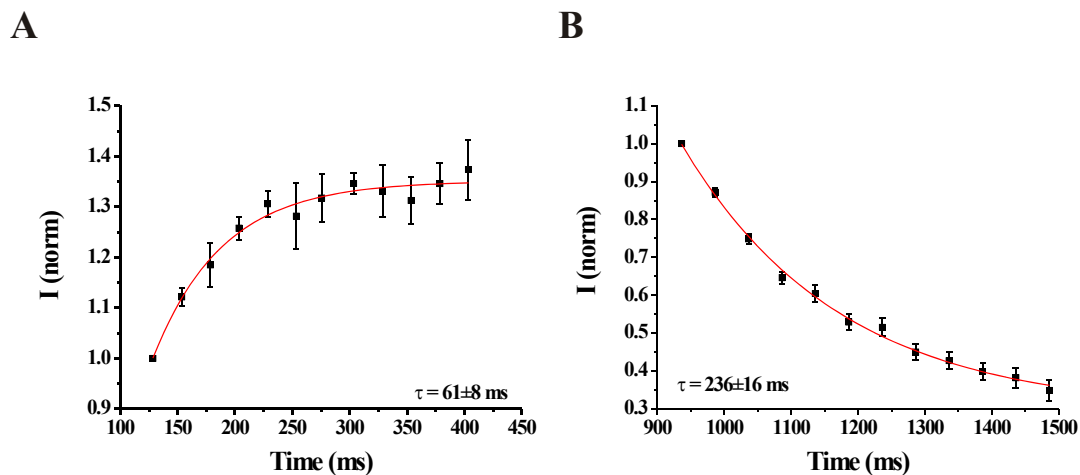 A
B
1.5
1.4
1.3
1.2
1.1
1.0
0.9
I (norm)
τ = 61±8 ms
100 150 200 250 300 350 400 450
Time (ms)
1.1
1.0
0.9
0.8
0.7
0.6
0.5
0.4
0.3
I (norm)
τ = 236±16 ms
900 1000 1100 1200 1300 1400 1500
Time (ms)